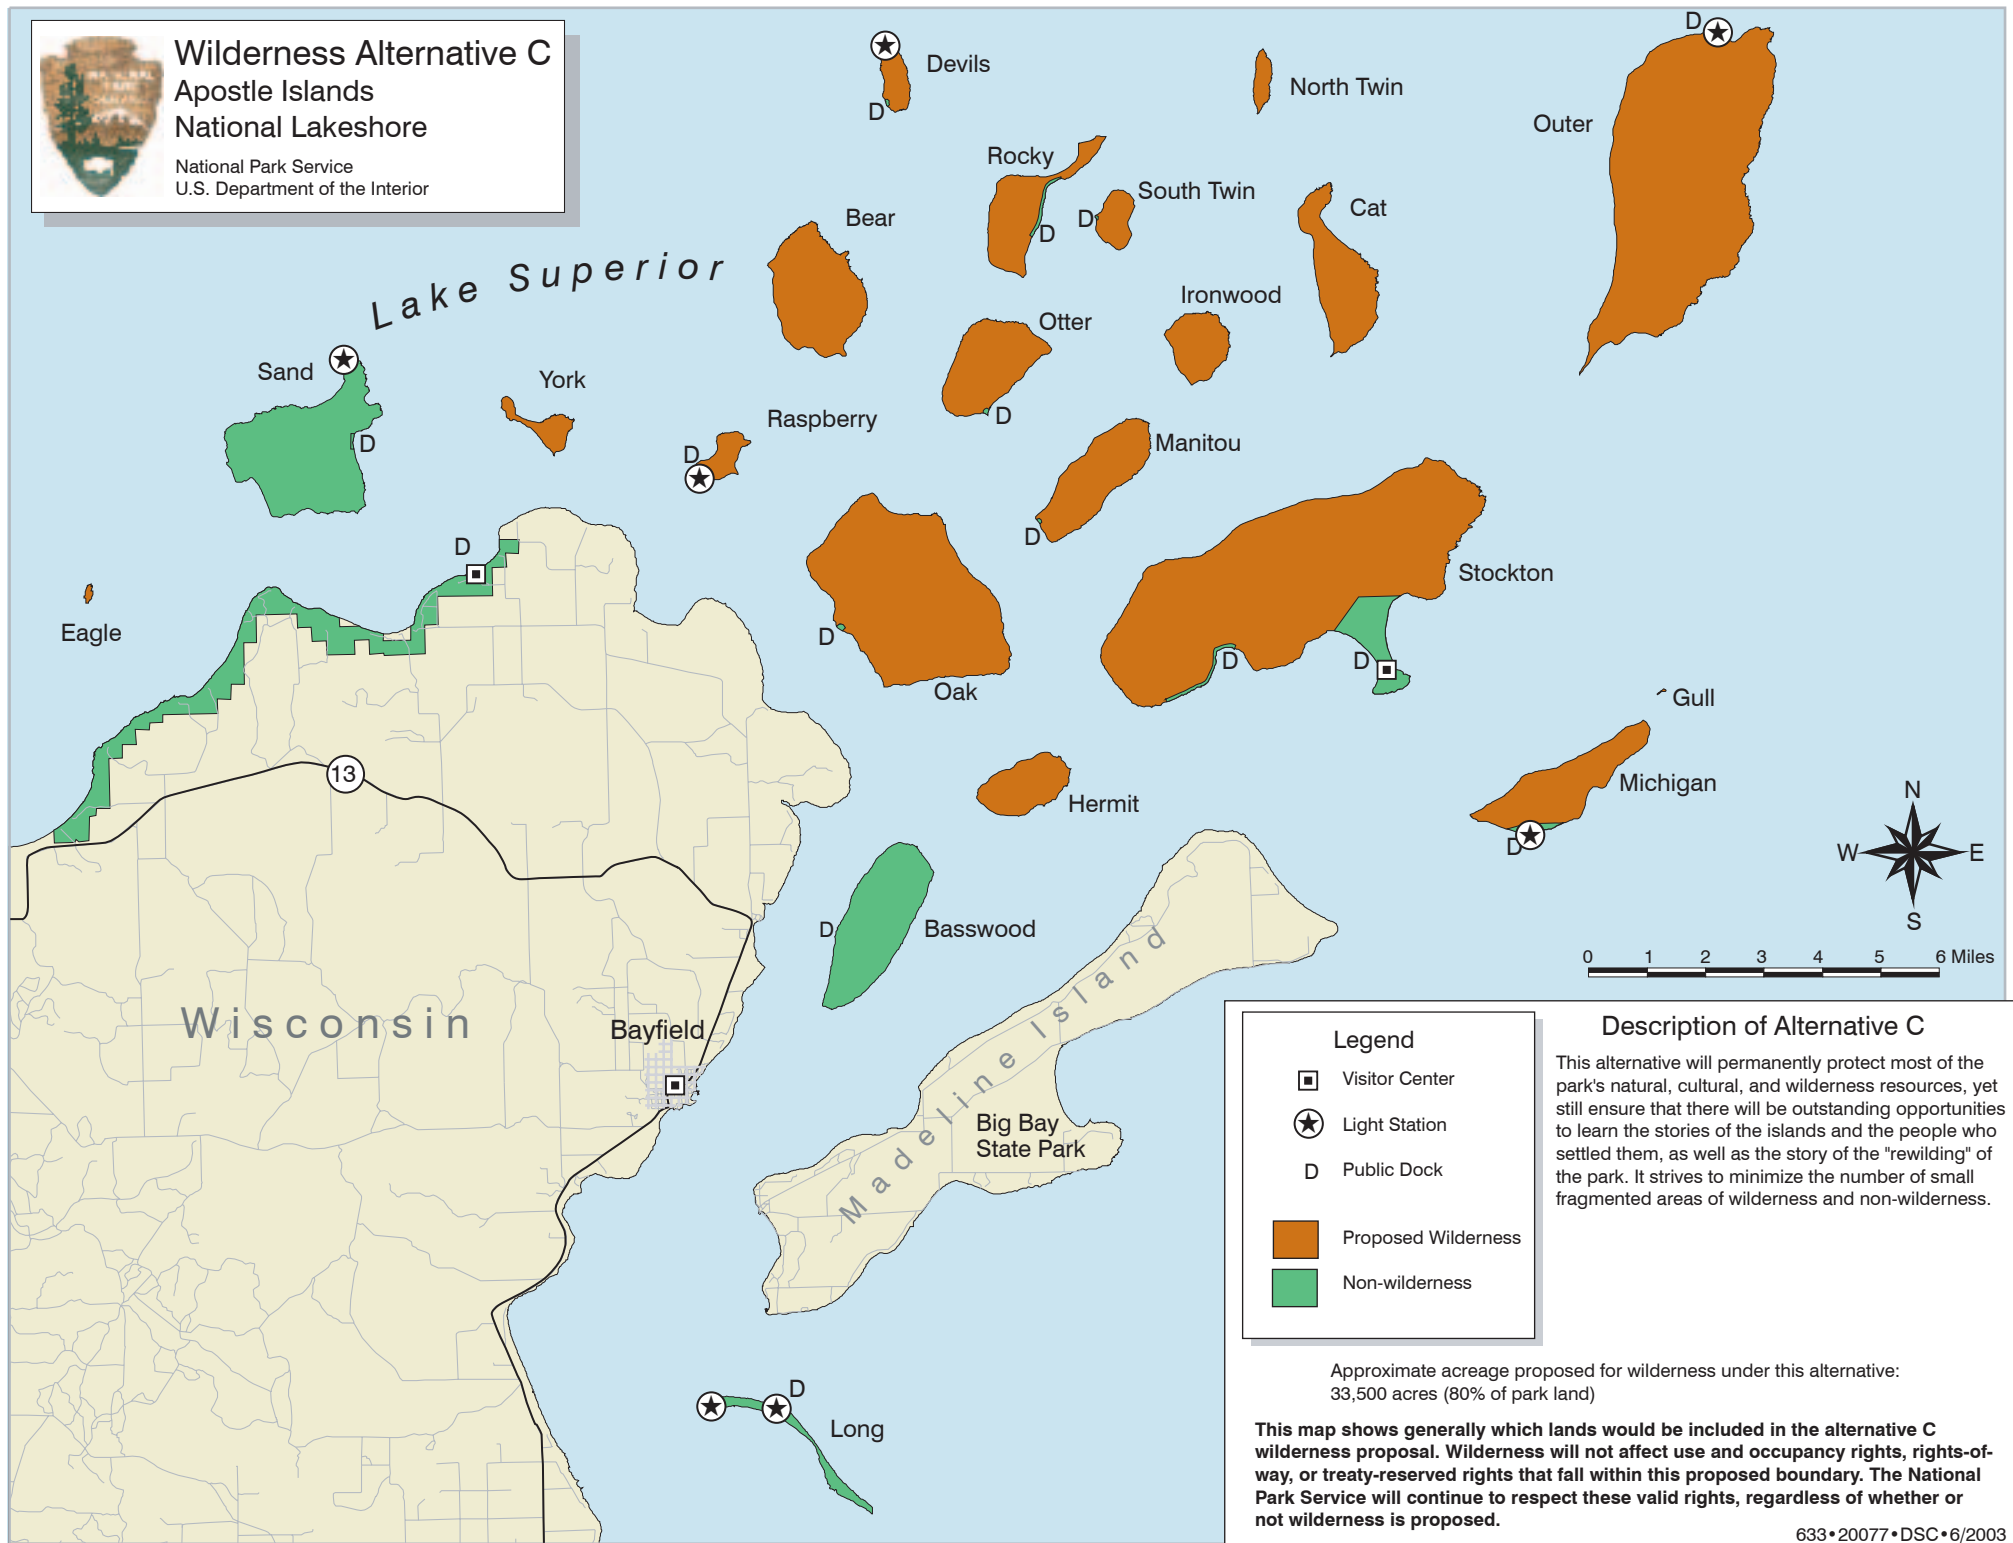 Wilderness Alternative C
Apostle Islands
National Lakeshore
National Park Service
U.S. Department of the Interior
Devils
D
D
North Twin
Outer
Rocky
D
South Twin
D
Cat
Bear
Lake Superior
Ironwood
Otter
D
Sand
D
York
Raspberry
D
Manitou
D
D
Eagle
Stockton
D
D
D
Oak
Gull
Michigan
D
Hermit
13
N
W
E
S
D
Basswood
0 1 2 3 4 5 6 Miles
Wisconsin
Bayfield
Madeline Island
Big Bay
State Park
D
Long
Legend
Visitor Center
Light Station
D Public Dock
Proposed Wilderness
Non-wilderness
Description of Alternative C
This alternative will permanently protect most of the
park's natural, cultural, and wilderness resources, yet
still ensure that there will be outstanding opportunities
to learn the stories of the islands and the people who
settled them, as well as the story of the "rewilding" of
the park. It strives to minimize the number of small
fragmented areas of wilderness and non-wilderness.
Approximate acreage proposed for wilderness under this alternative:
33,500 acres (80% of park land)
This map shows generally which lands would be included in the alternative C
wilderness proposal. Wilderness will not affect use and occupancy rights, rights-of-
way, or treaty-reserved rights that fall within this proposed boundary. The National
Park Service will continue to respect these valid rights, regardless of whether or
not wilderness is proposed.
633•20077•DSC•6/2003